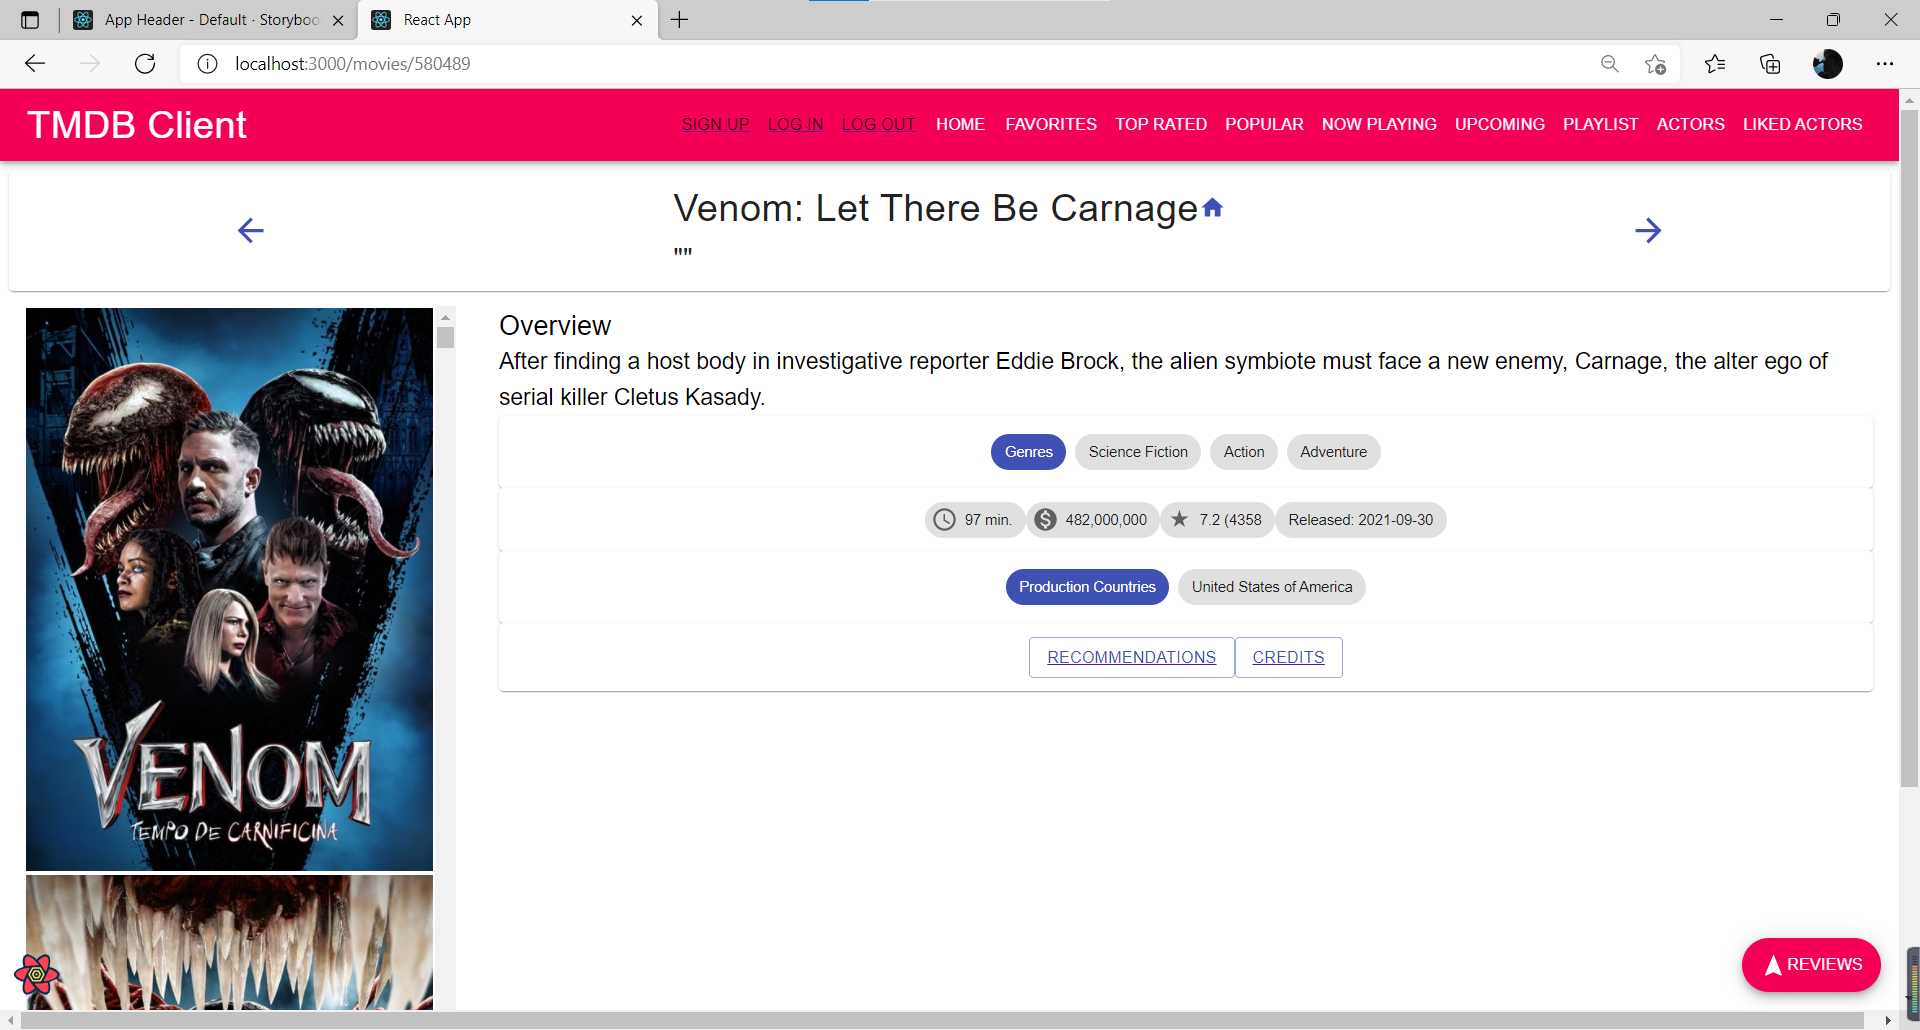 App Header - Default · Storyboo
React App
localhost:3000/movies/580489
TMDB Client
SIGN UP LOG IN LOG OUT HOME FAVORITES TOP RATED POPULAR NOW PLAYING UPCOMING PLAYLIST ACTORS LIKED ACTORS
Venom: Let There Be Carnage
""
Overview
After finding a host body in investigative reporter Eddie Brock, the alien symbiote must face a new enemy, Carnage, the alter ego of
serial killer Cletus Kasady.
Genres Science Fiction Action Adventure
97 min. 482,000,000 7.2 (4358 Released: 2021-09-30
Production Countries United States of America
RECOMMENDATIONS CREDITS
VENOM
TEMPO DE CARNIFICINA
REVIEWS